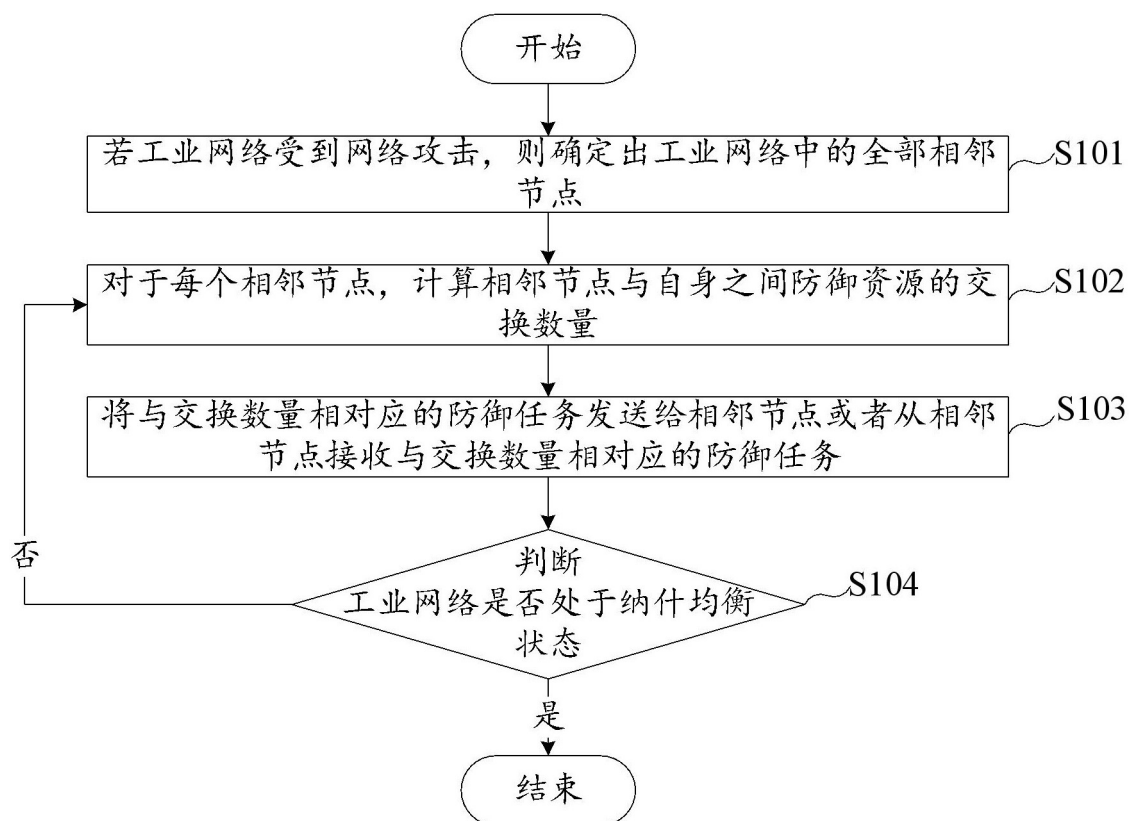 开始
若工业网络受到网络攻击，则确定出工业网络中的全部相邻
节点
S101
对于每个相邻节点，计算相邻节点与自身之间防御资源的交
换数量
S102
将与交换数量相对应的防御任务发送给相邻节点或者从相邻
节点接收与交换数量相对应的防御任务
S103
判断
工业网络是否处于纳什均衡
状态
S104
否
是
结束